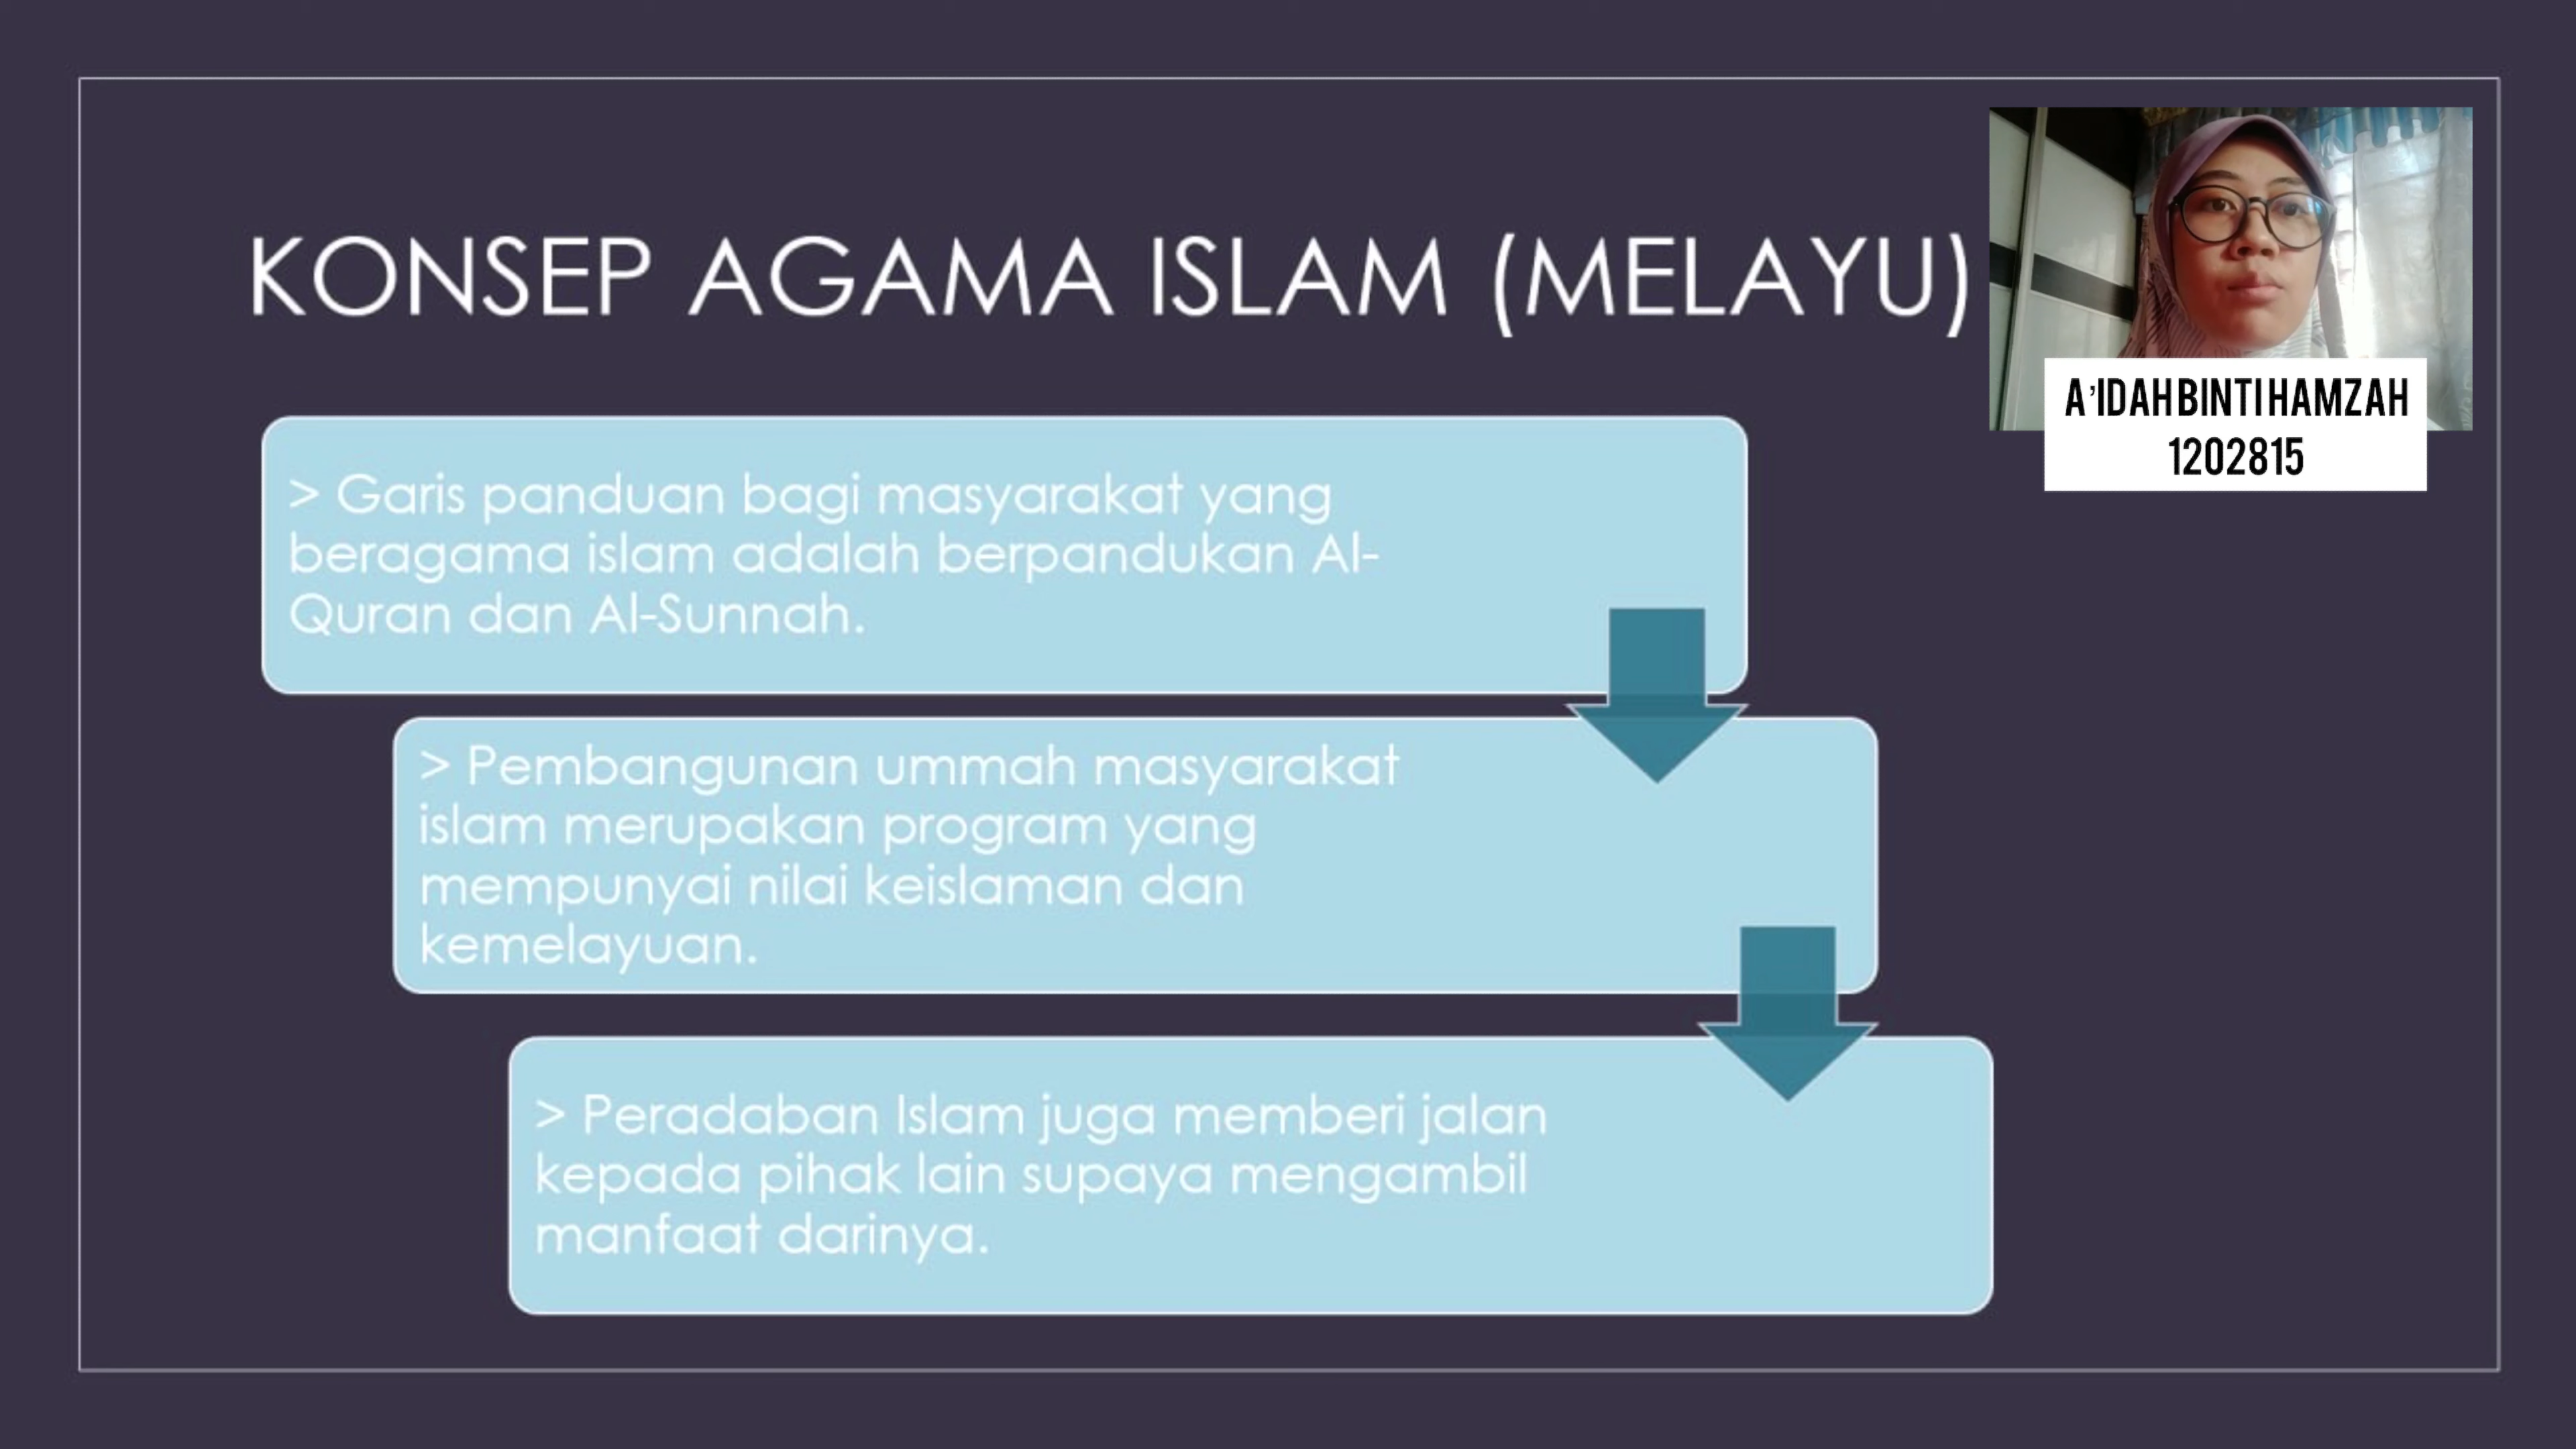 KONSEP AGAMA ISLAM (MELAYU)
A'IDAH BINTI HAMZAH
1202815
> Garis panduan bagi masyarakat yang
beragama islam adalah berpandukan Al-
Quran dan Al-Sunnah.
> Pembangunan ummah masyarakat
islam merupakan program yang
mempunyai nilai keislaman dan
kemelayuan.
> Peradaban Islam juga memberi jalan
kepada pihak lain supaya mengambil
manfaat darinya.